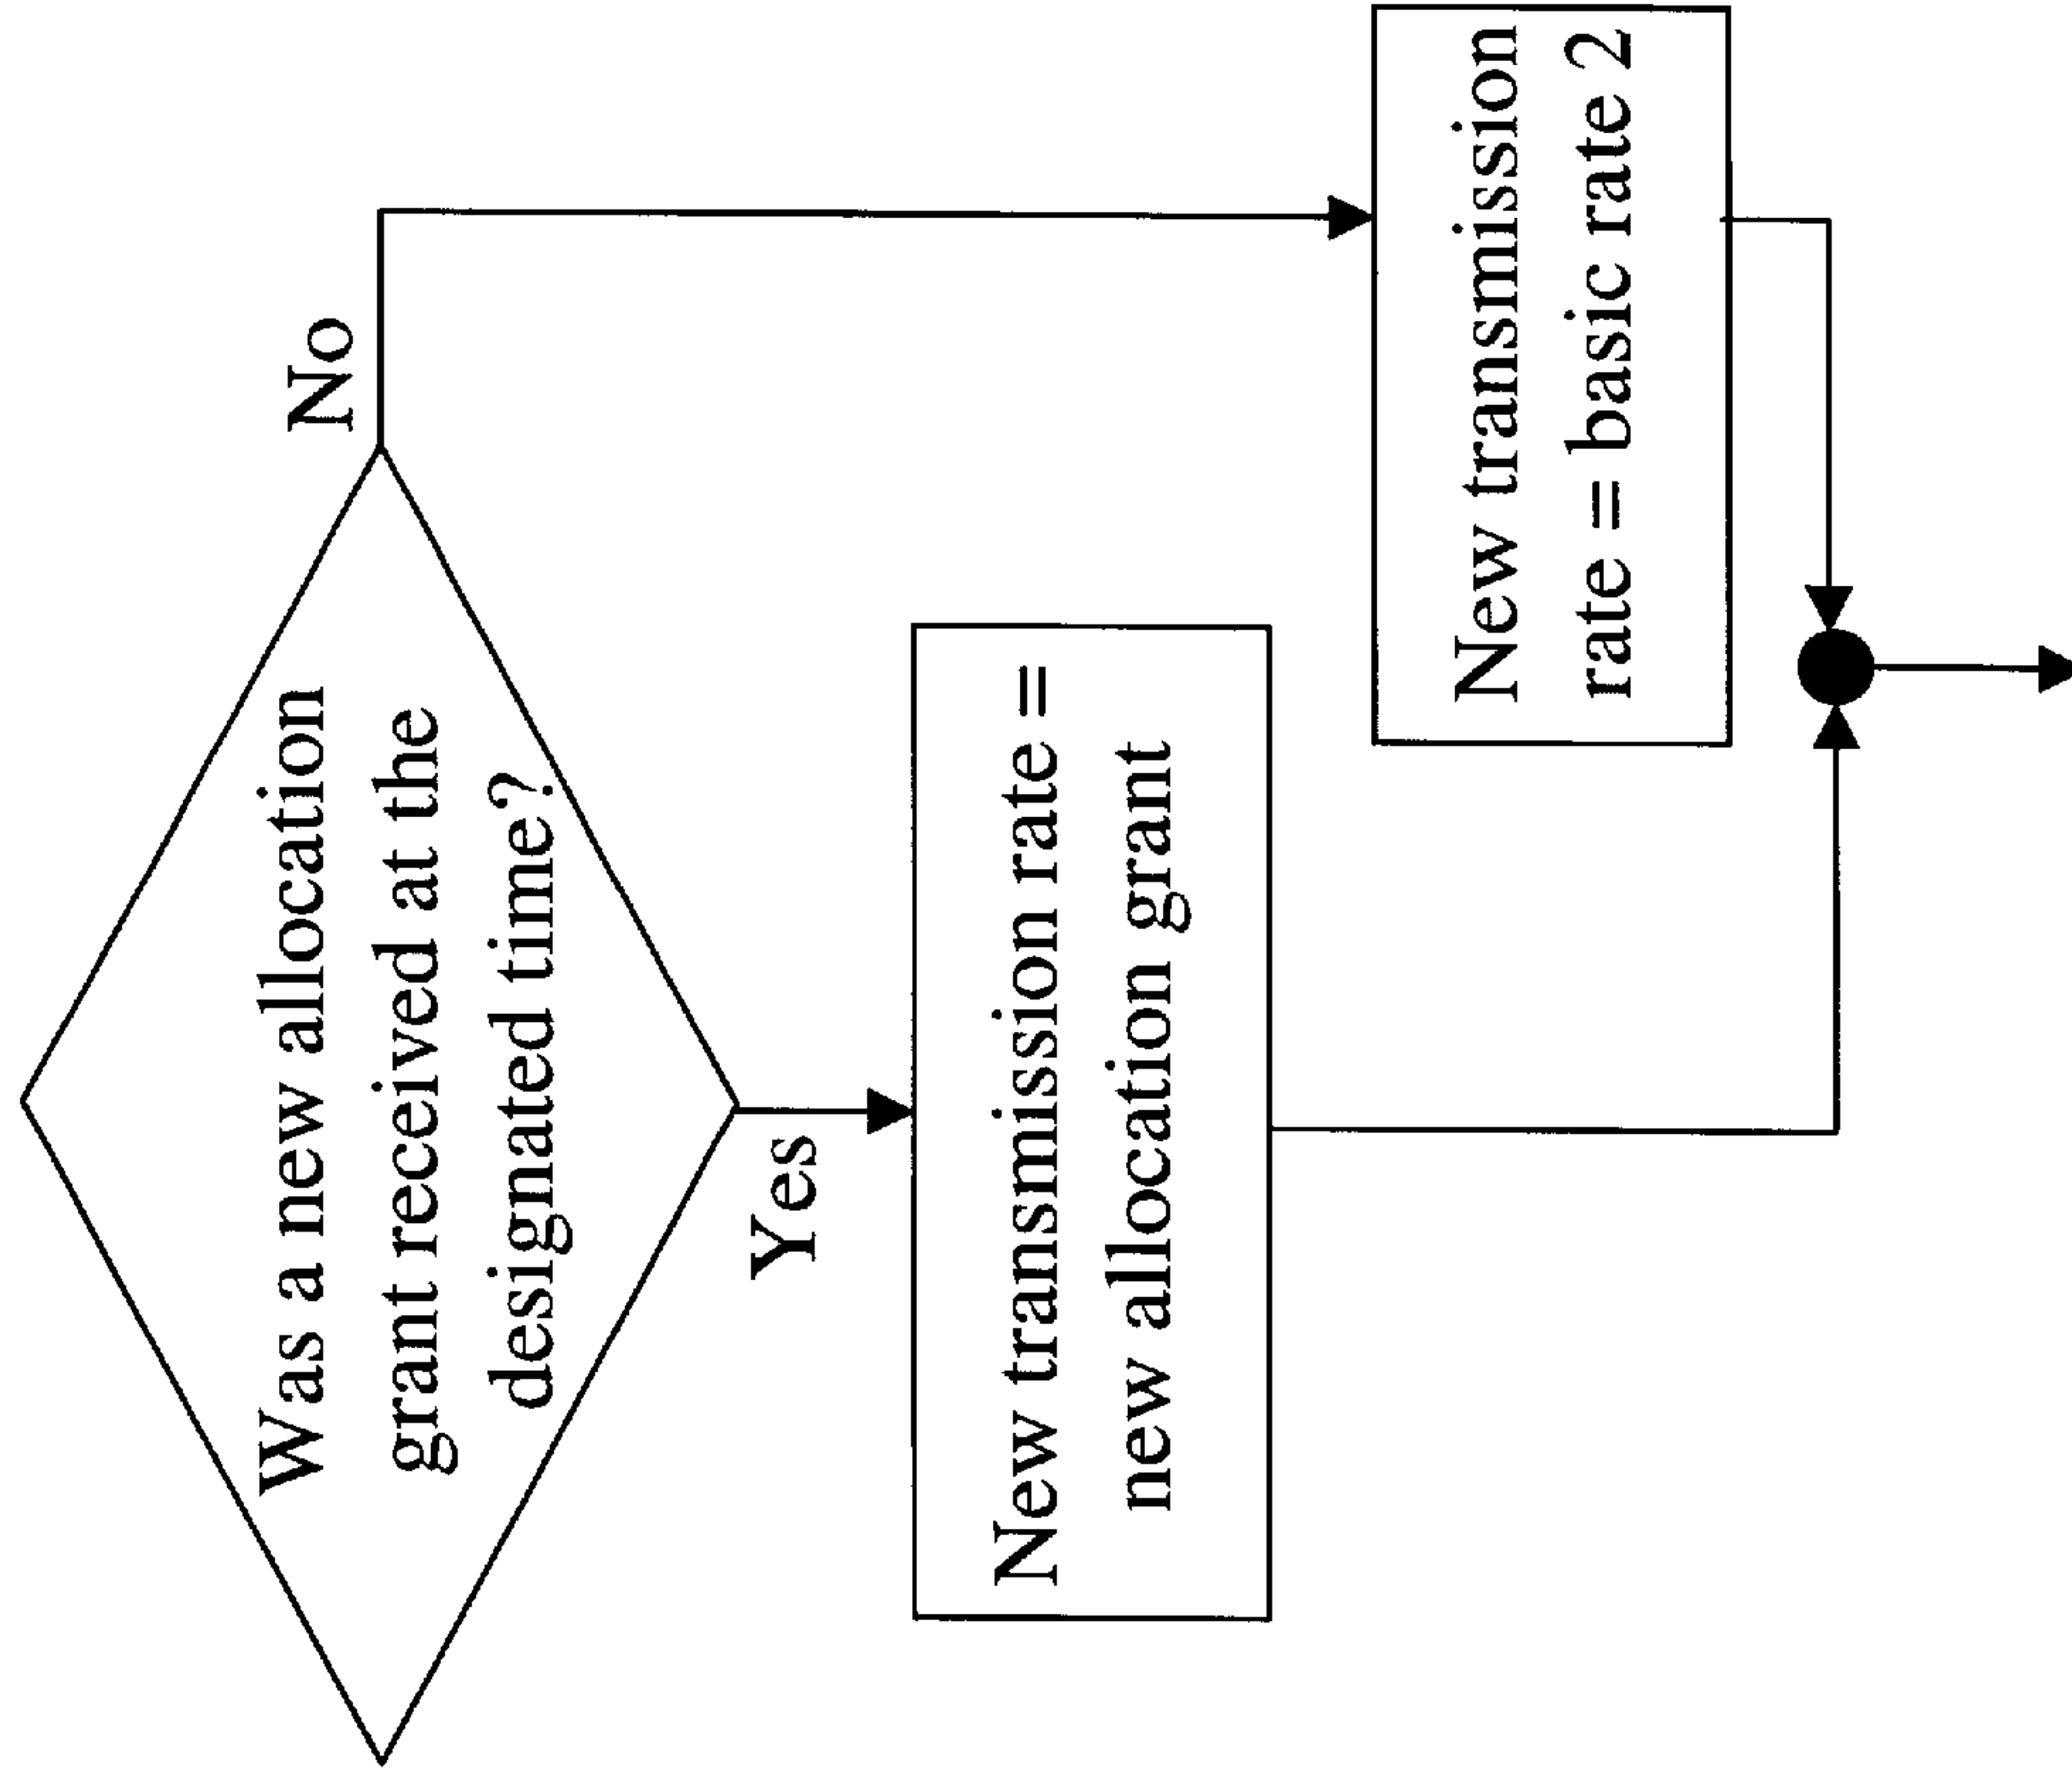 Was a new allocation
grant received at the
designated time?
No
Yes
New transmission rate =
new allocation grant
New transmission
rate = basic rate 2